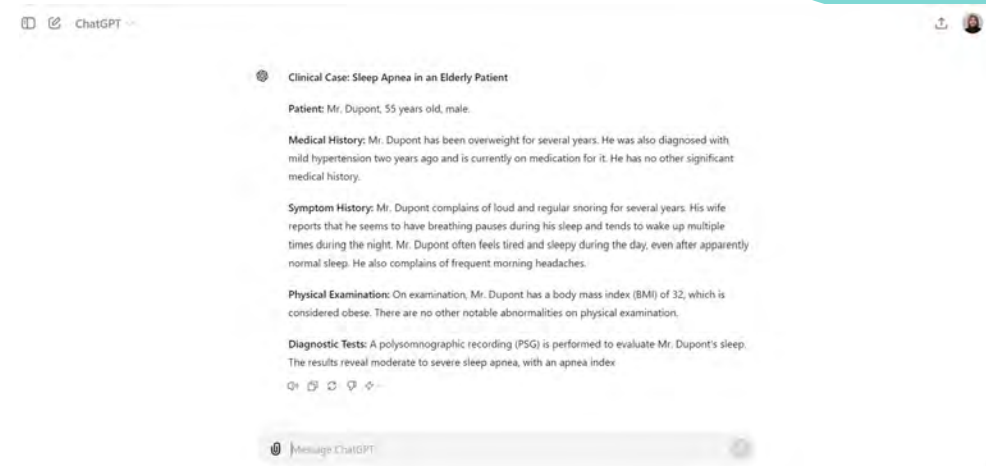 ChatGPT
Clinical Case: Sleep Apnea in an Elderly Patient
Patient: Mr. Dupont, 55 years old, male.
Medical History: Mr. Dupont has been overweight for several years. He was also diagnosed with
mild hypertension two years ago and is currently on medication for it. He has no other significant
medical history.
Symptom History: Mr. Dupont complains of loud and regular snoring for several years. His wife
reports that he seems to have breathing pauses during his sleep and tends to wake up multiple
times during the night. Mr. Dupont often feels tired and sleepy during the day, even after apparently
normal sleep. He also complains of frequent morning headaches.
Physical Examination: On examination, Mr. Dupont has a body mass index (BMI) of 32, which is
considered obese. There are no other notable abnormalities on physical examination.
Diagnostic Tests: A polysomnographic recording (PSG) is performed to evaluate Mr. Dupont's sleep.
The results reveal moderate to severe sleep apnea, with an apnea index
Message ChatGPT